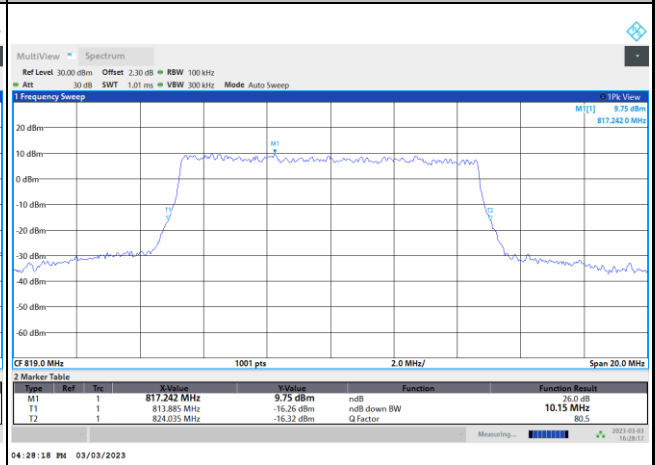 MultiView Spectrum
Ref Level 30.00 dBm Offset 2.30 dB RBW 100 kHz
Att 30 dB SWT 1.01 ms VBW 300 kHz Mode Auto Sweep
1 Frequency Sweep 1Pk View
M1[1] 9.75 dBm
817.242 0 MHz
M1
20 dBm
10 dBm
0 dBm
-10 dBm
T1
T2
-20 dBm
-30 dBm
-40 dBm
-50 dBm
-60 dBm
CF 819.0 MHz 1001 pts 2.0 MHz/ Span 20.0 MHz
2 Marker Table
Type Ref Trc X-Value Y-Value Function Function Result
M1 1 817.242 MHz 9.75 dBm ndB 26.0 dB
T1 1 813.885 MHz -16.26 dBm ndB down BW 10.15 MHz
T2 1 824.035 MHz -16.32 dBm Q Factor 80.5
Measuring... 2023-03-03
16:28:17
04:28:18 PM 03/03/2023